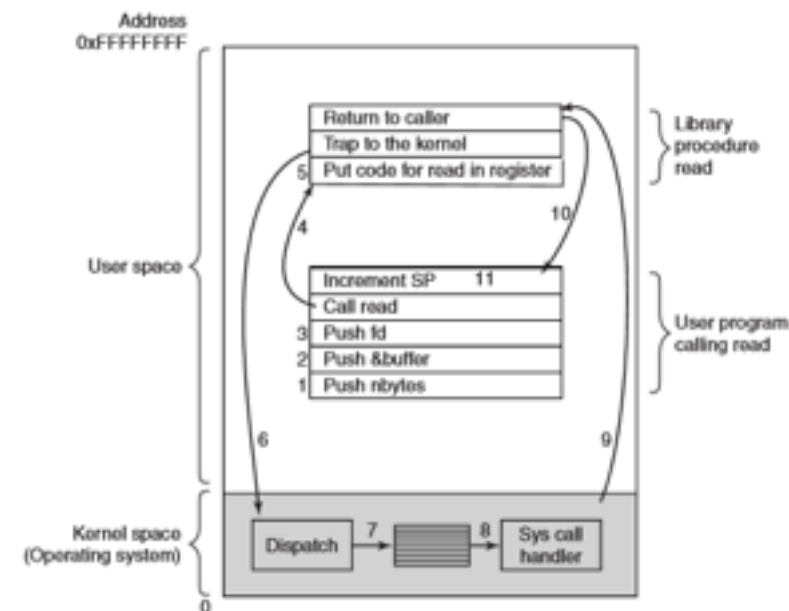 Address
0xFFFFFFFF
Return to caller
Trap to the kernel
5 Put code for read in register
Library
procedure
read
4
10
User space
Increment SP 11
Call read
3 Push fd
2 Push &buffer
1 Push nbytes
User program
calling read
6
9
Kernel space
(Operating system)
Dispatch
7
8
Sys call
handler
0